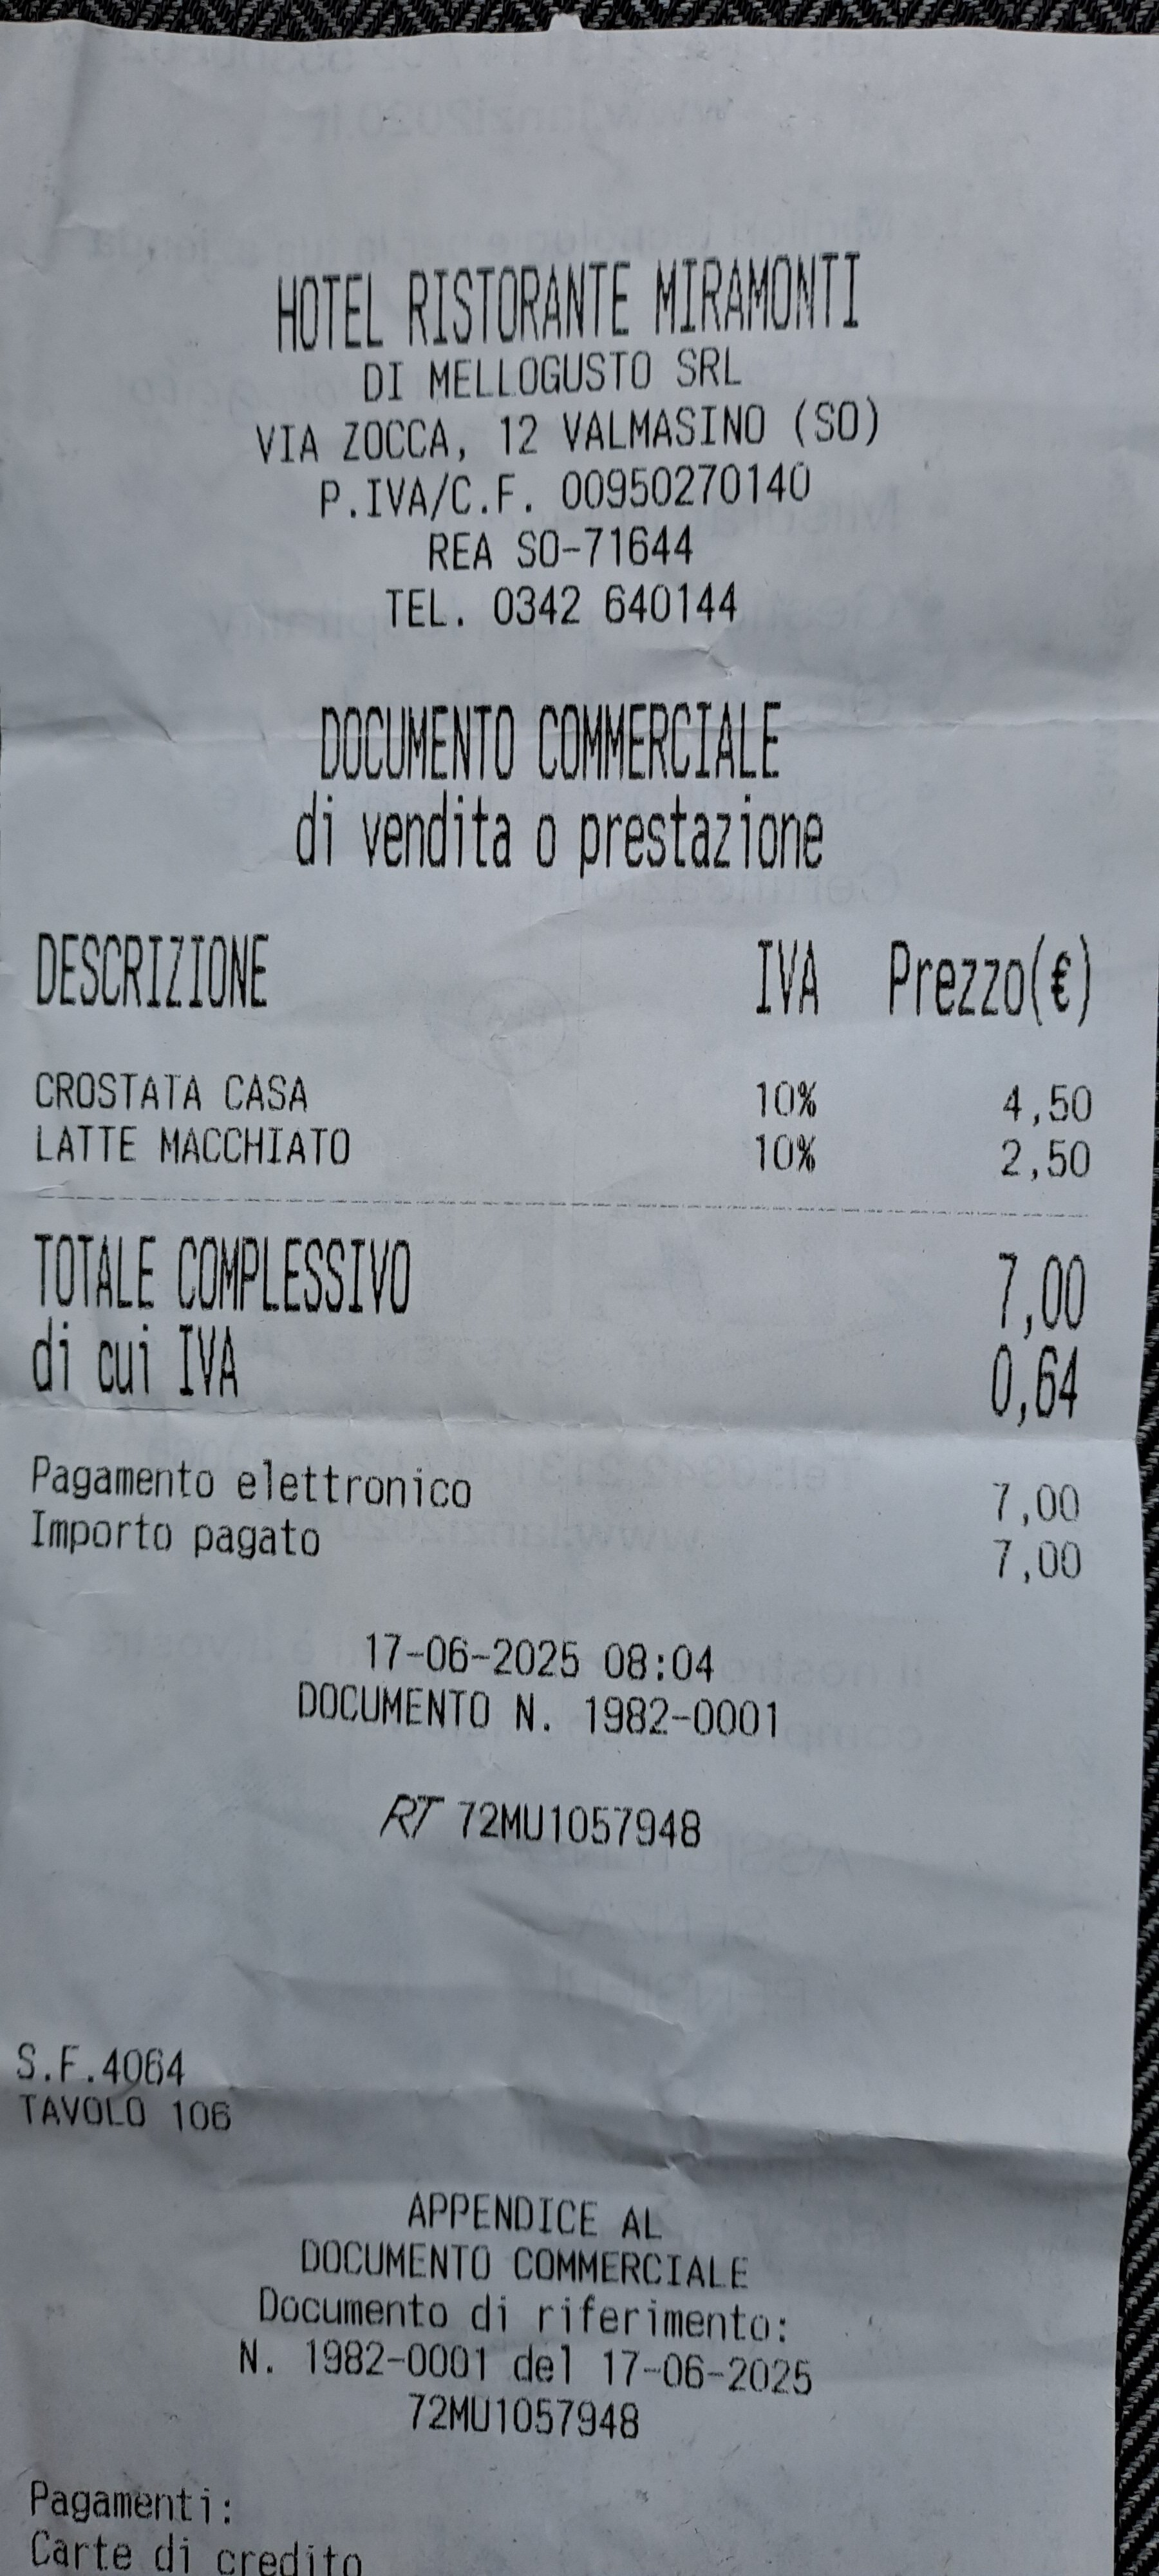 HOTEL RISTORANTE MIRAMONTI
DI MELLOGUSTO SRL
VIA ZOCCA, 12 VALMASINO (SO)
P.IVA/C.F. 00950270140
REA SO-71644
TEL. 0342 640144
DOCUMENTO COMMERCIALE
di vendita o prestazione
DESCRIZIONE IVA Prezzo(€)
CROSTATA CASA 10% 4,50
LATTE MACCHIATO 10% 2,50
TOTALE COMPLESSIVO 7,00
di cui IVA 0,64
Pagamento elettronico 7,00
Importo pagato 7,00
17-06-2025 08:04
DOCUMENTO N. 1982-0001
RT 72MU1057948
S.F.4064
TAVOLO 106
APPENDICE AL
DOCUMENTO COMMERCIALE
Documento di riferimento:
N. 1982-0001 del 17-06-2025
72MU1057948
Pagamenti:
Carte di credito